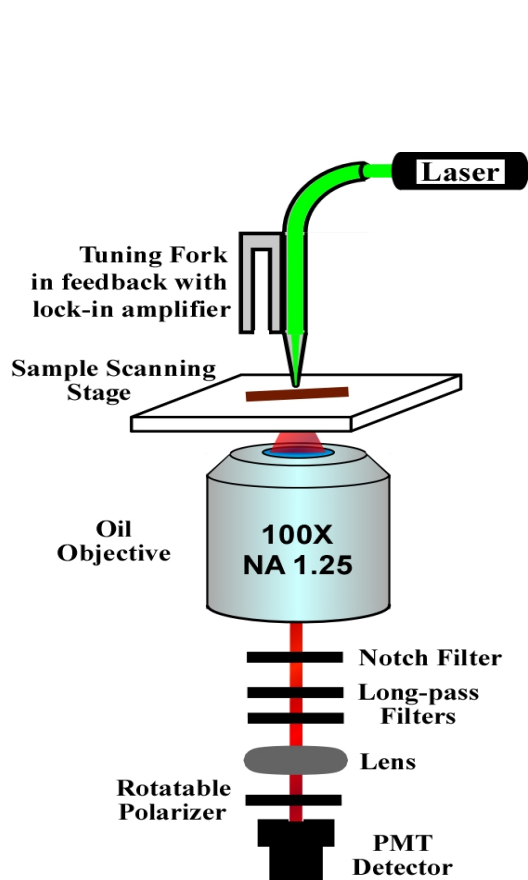 Laser
Tuning Fork
in feedback with
lock-in amplifier
Sample Scanning
Stage
Oil
Objective
100X
NA 1.25
Notch Filter
Long-pass
Filters
Lens
Rotatable
Polarizer
PMT
Detector